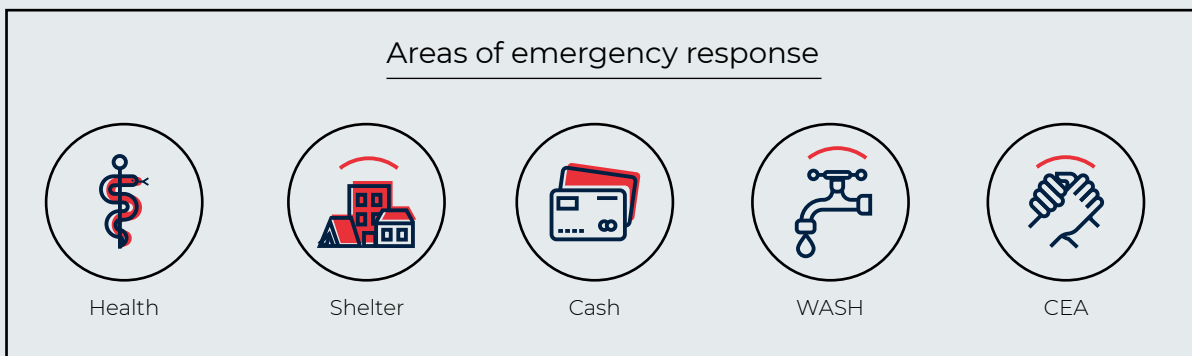 Areas of emergency response
Health
Shelter
Cash
WASH
CEA